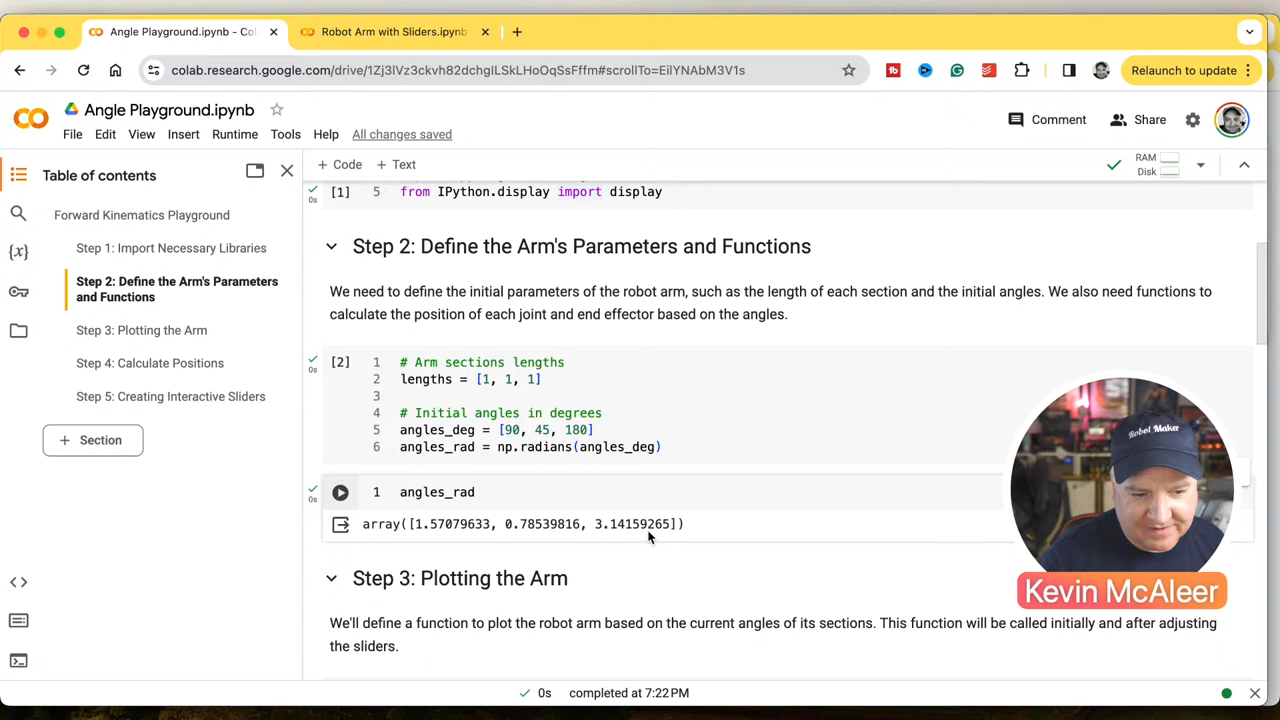 Angle Playground.ipynb - Col
Robot Arm with Sliders.ipynb
colab.research.google.com/drive/1Zj3lVz3ckvh82dchgILSkLHoOqSsFffm#scrollTo=EilYNAbM3V1s
Relaunch to update
Angle Playground.ipynb
File Edit View Insert Runtime Tools Help All changes saved
Comment Share
+ Code + Text
RAM
Disk
Table of contents
Forward Kinematics Playground
Step 1: Import Necessary Libraries
Step 2: Define the Arm's Parameters
and Functions
Step 3: Plotting the Arm
Step 4: Calculate Positions
Step 5: Creating Interactive Sliders
+ Section
0s [1] 5 from IPython.display import display
Step 2: Define the Arm's Parameters and Functions
We need to define the initial parameters of the robot arm, such as the length of each section and the initial angles. We also need functions to
calculate the position of each joint and end effector based on the angles.
0s [2] 1 # Arm sections lengths
2 lengths = [1, 1, 1]
3
4 # Initial angles in degrees
5 angles_deg = [90, 45, 180]
6 angles_rad = np.radians(angles_deg)
0s 1 angles_rad
array([1.57079633, 0.78539816, 3.14159265])
Step 3: Plotting the Arm
We'll define a function to plot the robot arm based on the current angles of its sections. This function will be called initially and after adjusting
the sliders.
Robot Maker
Kevin McAleer
0s completed at 7:22 PM